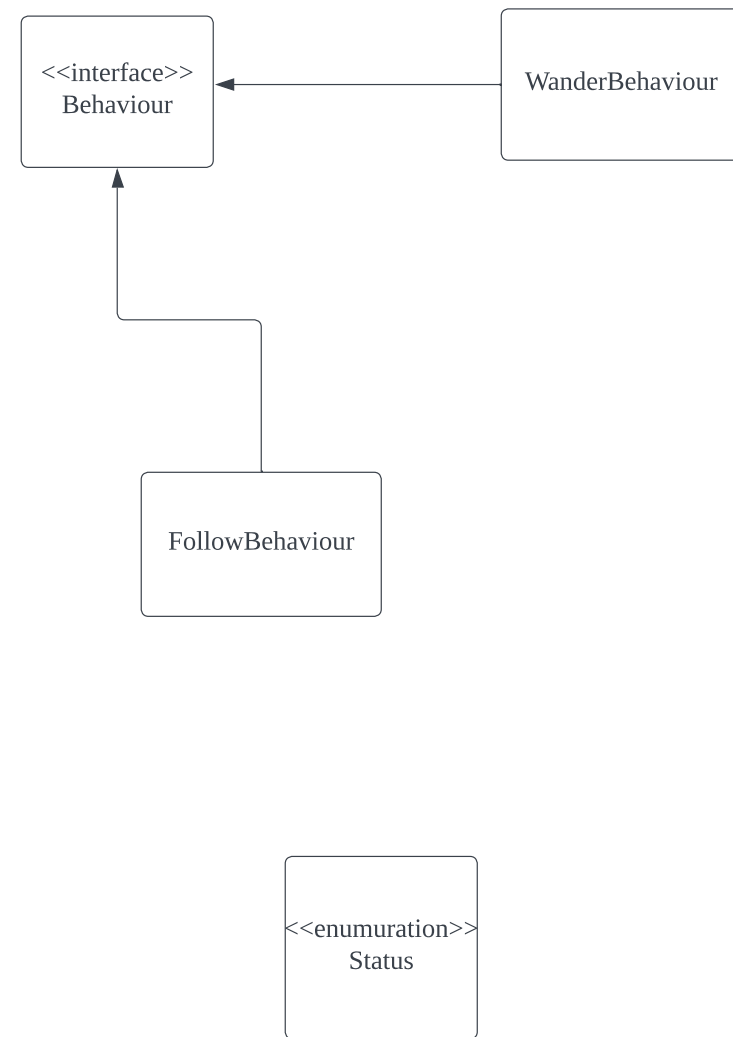 <<interface>>
Behaviour
WanderBehaviour
FollowBehaviour
<<enumuration>>
Status